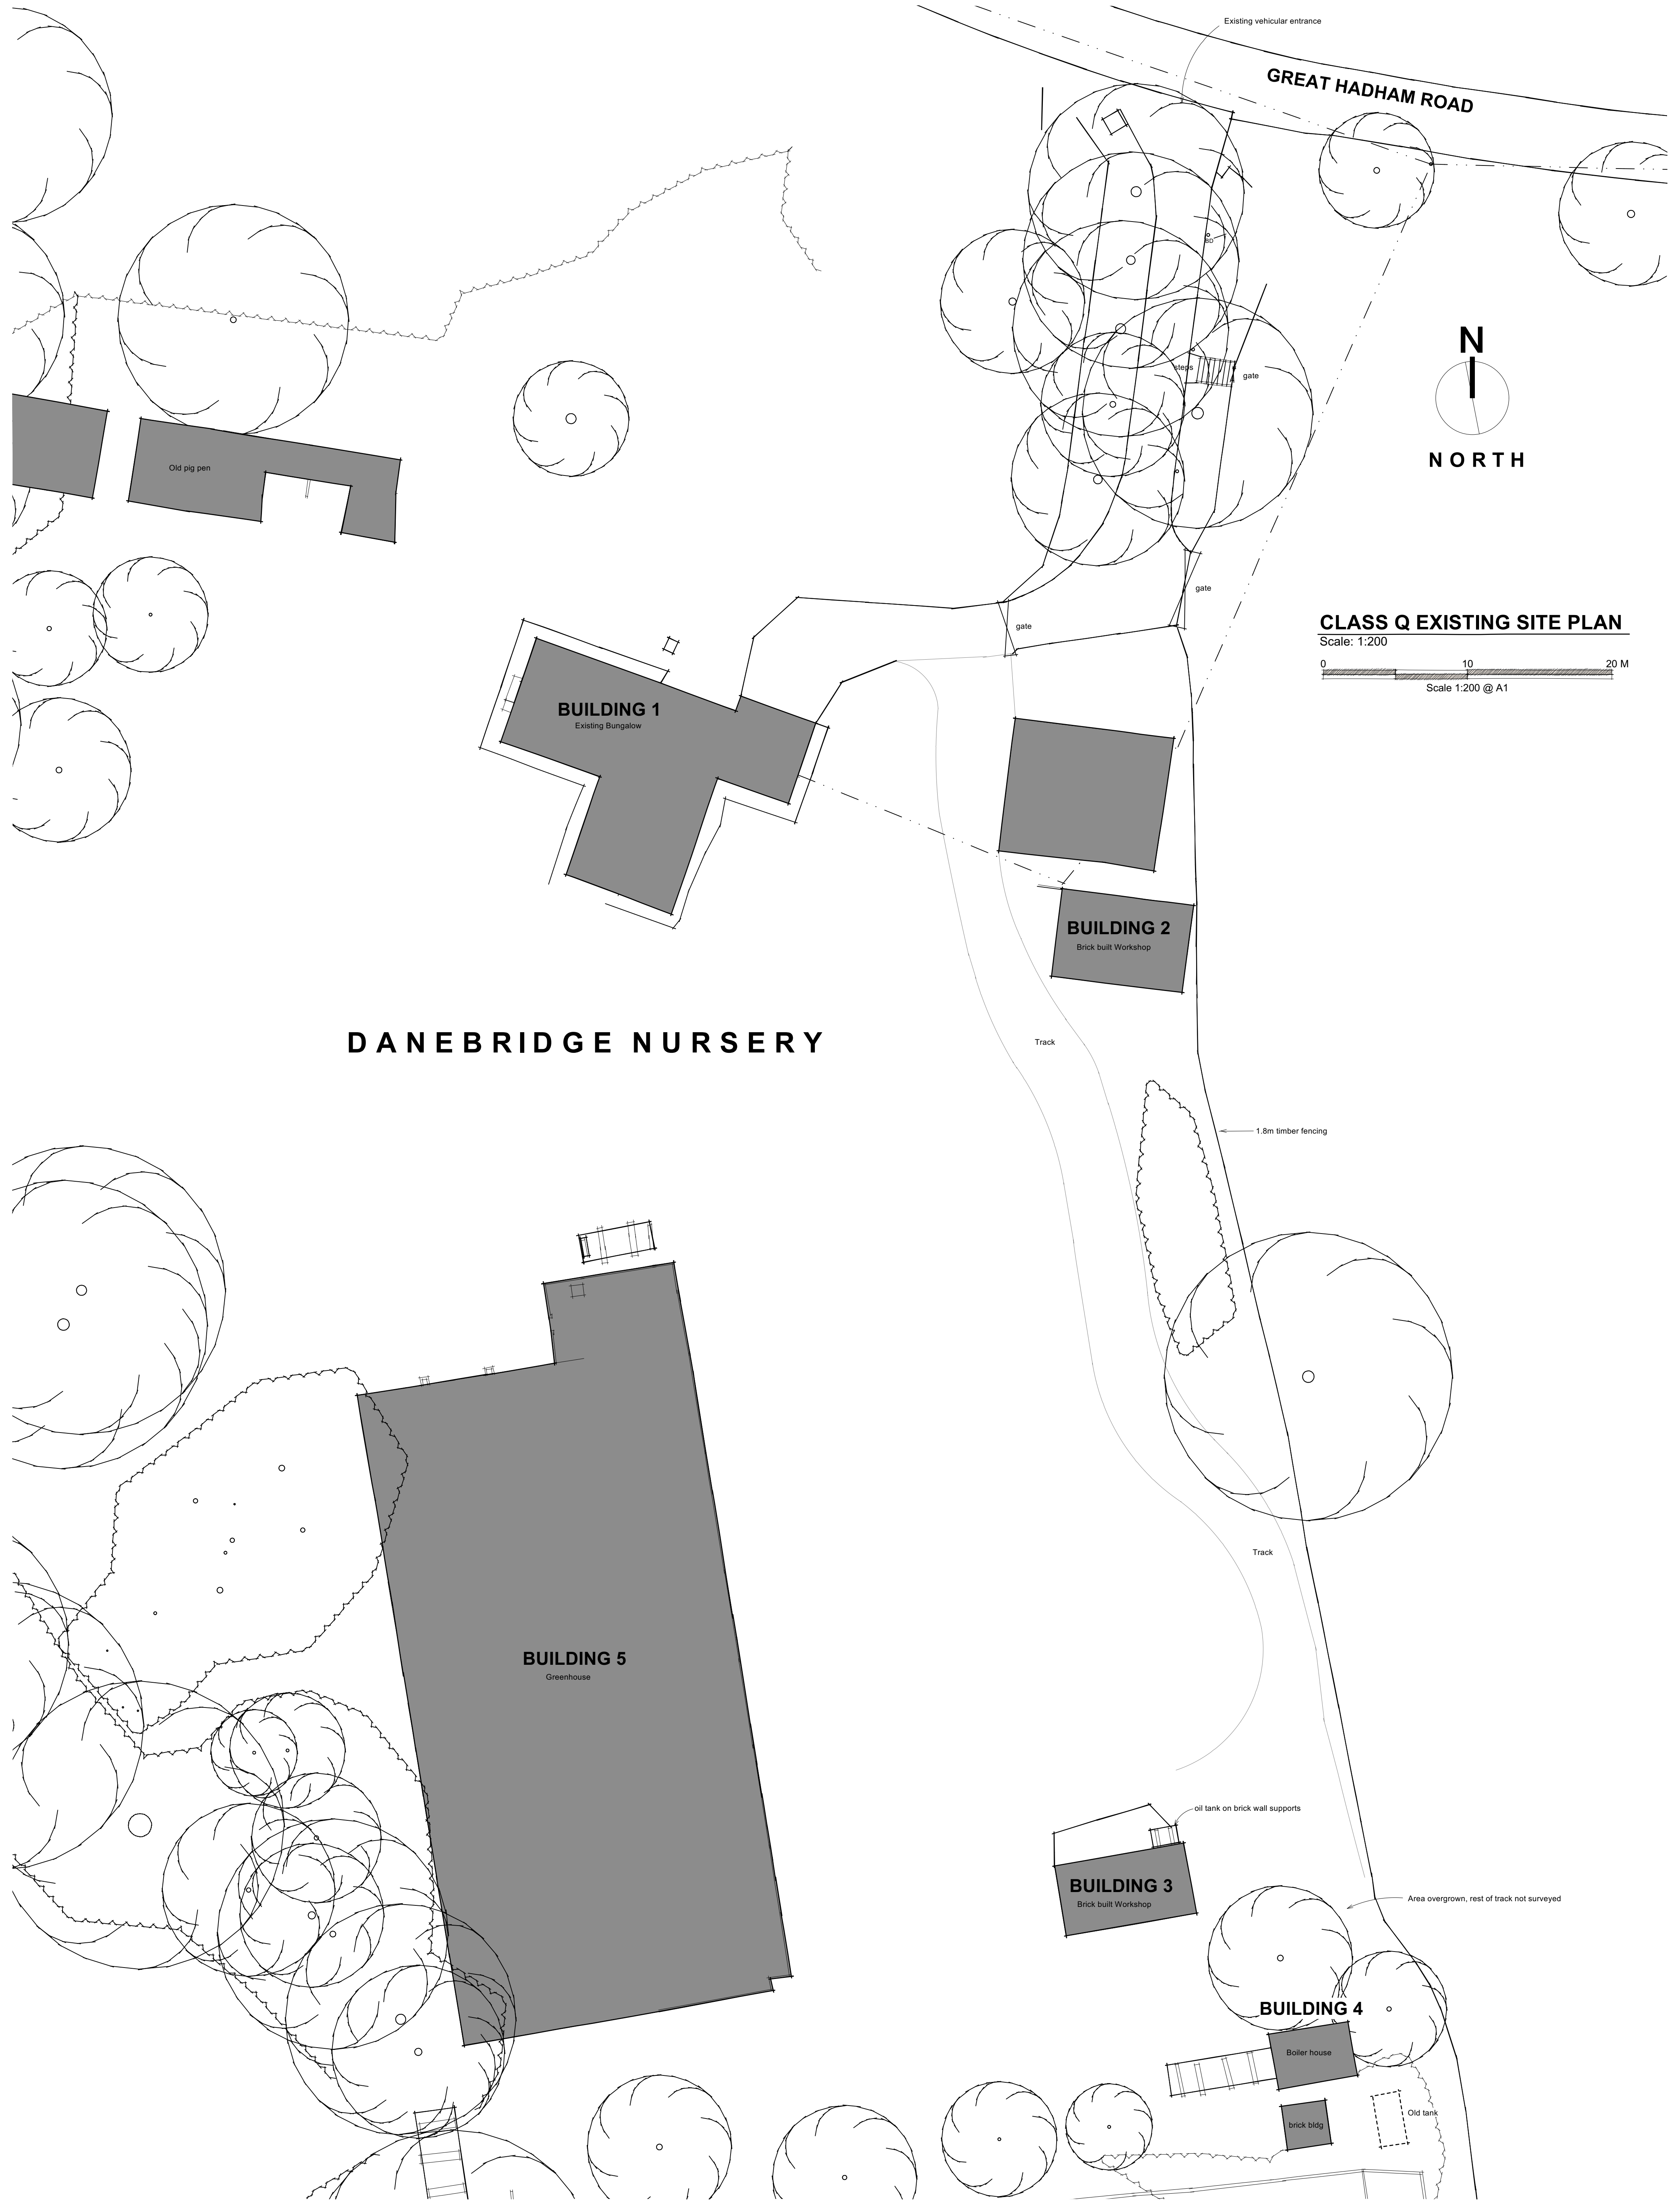 Existing vehicular entrance
GREAT HADHAM ROAD
BD
steps
gate
N
NORTH
Old pig pen
gate
gate
CLASS Q EXISTING SITE PLAN
Scale: 1:200
0 10 20 M
Scale 1:200 @ A1
BUILDING 1
Existing Bungalow
BUILDING 2
Brick built Workshop
DANEBRIDGE NURSERY
Track
1.8m timber fencing
Track
BUILDING 5
Greenhouse
oil tank on brick wall supports
BUILDING 3
Brick built Workshop
Area overgrown, rest of track not surveyed
BUILDING 4
Boiler house
Old tank
brick bldg